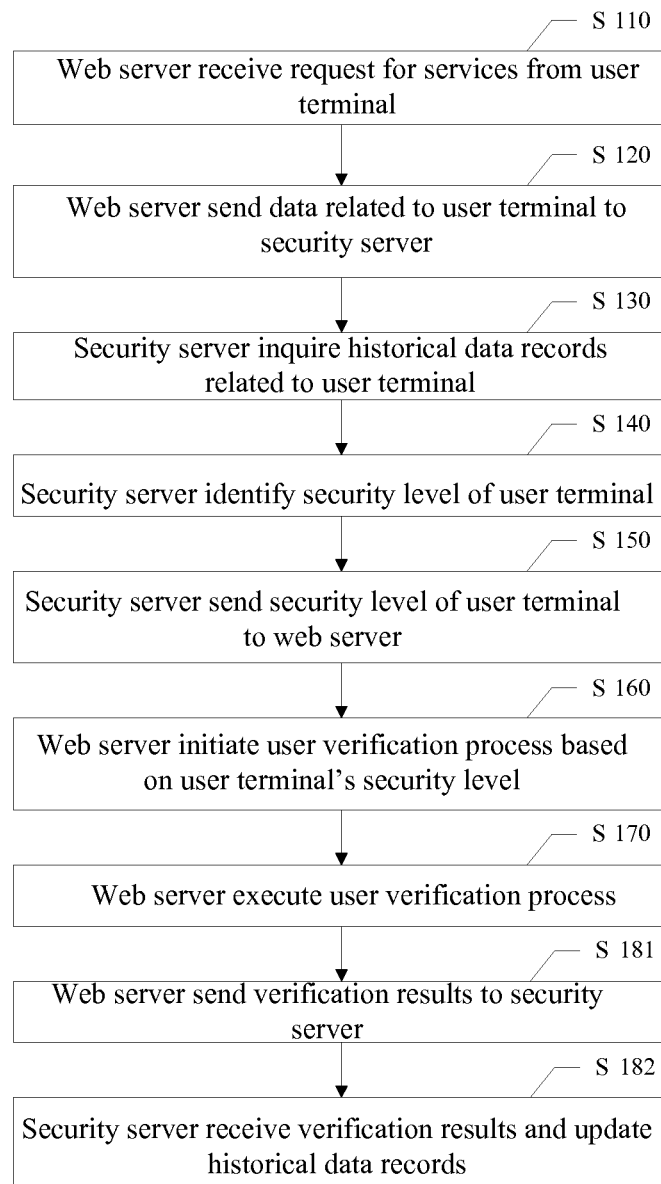 S 110
Web server receive request for services from user
terminal
S 120
Web server send data related to user terminal to
security server
S 130
Security server inquire historical data records
related to user terminal
S 140
Security server identify security level of user terminal
S 150
Security server send security level of user terminal
to web server
S 160
Web server initiate user verification process based
on user terminal’s security level
S 170
Web server execute user verification process
S 181
Web server send verification results to security
server
S 182
Security server receive verification results and update
historical data records